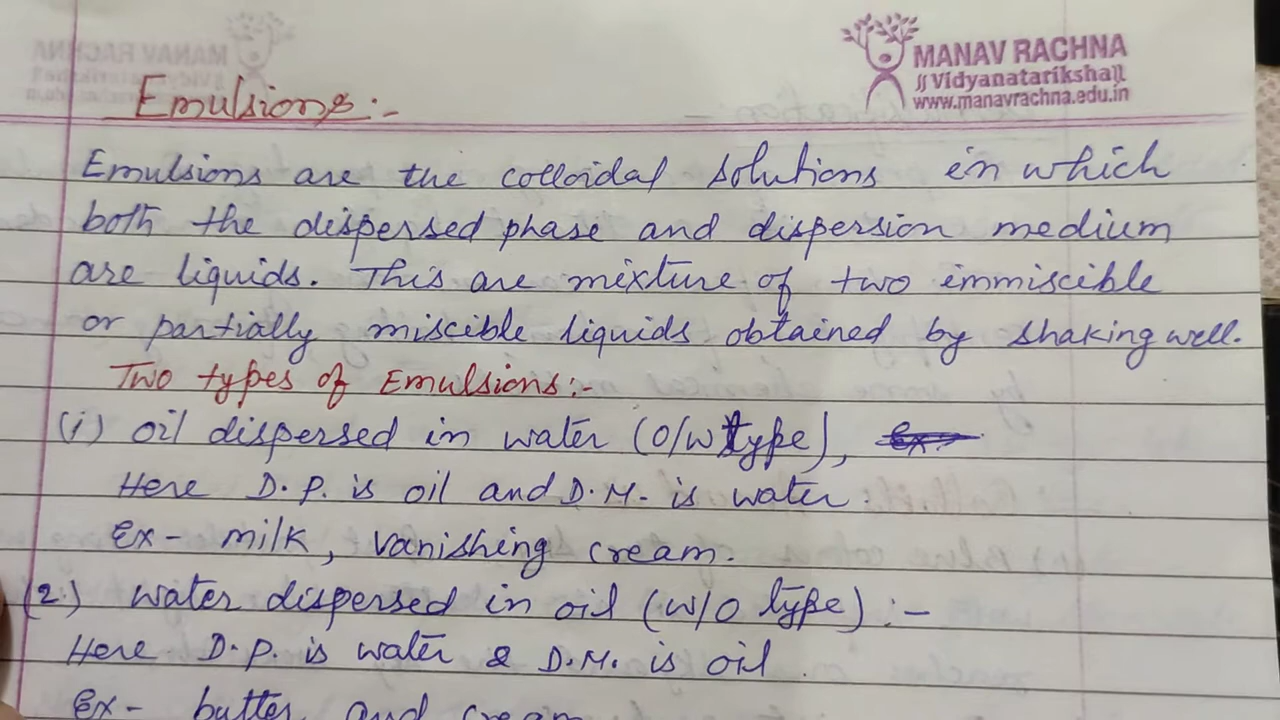 MANAV RACHNA
|| Vidyanatariksha ||
www.manavrachna.edu.in
Emulsions:-
Emulsions are the colloidal solutions in which
both the dispersed phase and dispersion medium
are liquids. This are mixture of two immiscible
or partially miscible liquids obtained by shaking well.
Two types of Emulsions:-
(i) oil dispersed in water (O/W type),
Here D.P. is oil and D.M. is water.
Ex- milk, vanishing cream.
(2.) water dispersed in oil (W/O type) :-
Here D.P. is water & D.M. is oil.
Ex- butter and cream